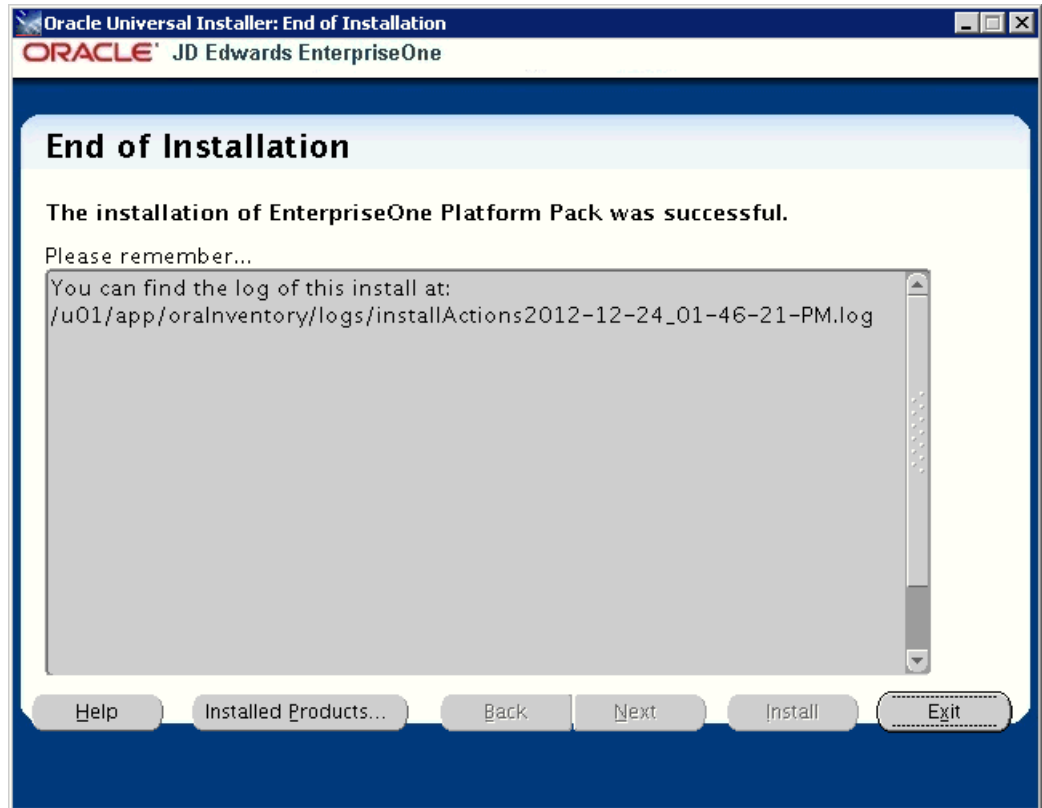 Oracle Universal Installer: End of Installation
ORACLE JD Edwards EnterpriseOne
End of Installation
The installation of EnterpriseOne Platform Pack was successful.
Please remember...
You can find the log of this install at:
/u01/app/oraInventory/logs/installActions2012-12-24_01-46-21-PM.log
Help Installed Products... Back Next Install Exit